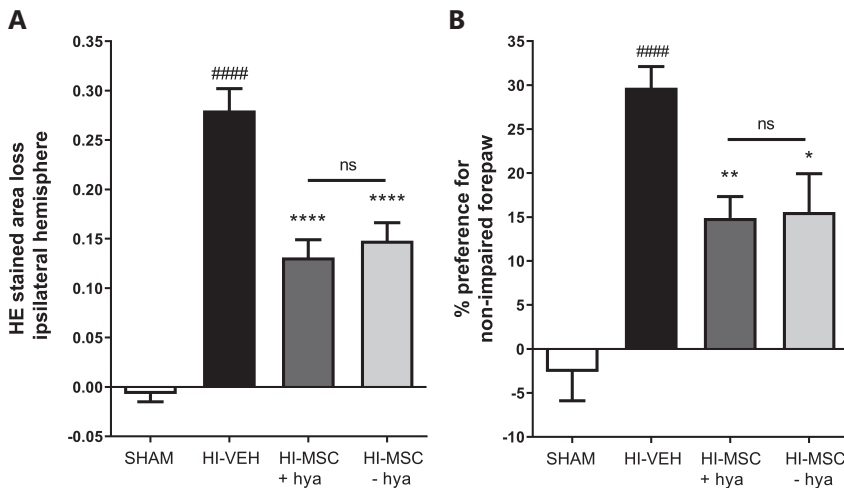 A
HE stained area loss
ipsilateral hemisphere
0.35
0.30
0.25
0.20
0.15
0.10
0.05
0.00
-0.05
####
ns
****
****
SHAM
HI-VEH
HI-MSC
+ hya
HI-MSC
- hya
B
% preference for
non-impaired forepaw
35
30
25
20
15
10
5
0
-5
-10
####
ns
**
*
SHAM
HI-VEH
HI-MSC
+ hya
HI-MSC
- hya